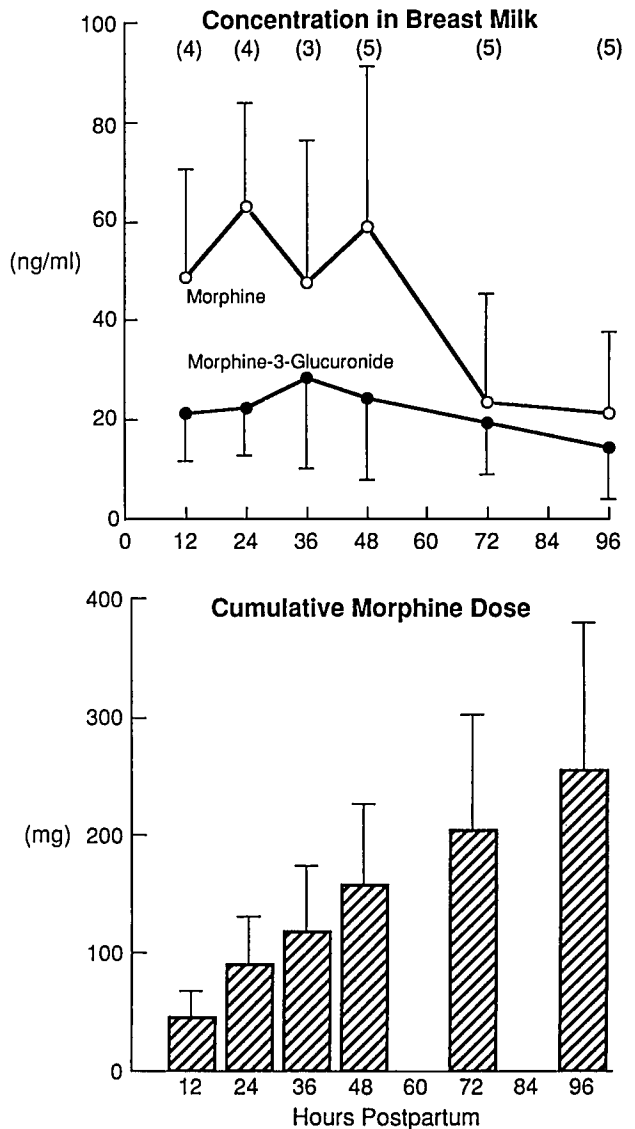 Concentration in Breast Milk
100
(4) (4) (3) (5) (5) (5)
80
60
(ng/ml)
Morphine
40
Morphine-3-Glucuronide
20
0
0 12 24 36 48 60 72 84 96
400
Cumulative Morphine Dose
300
(mg)
200
100
0
12 24 36 48 60 72 84 96
Hours Postpartum